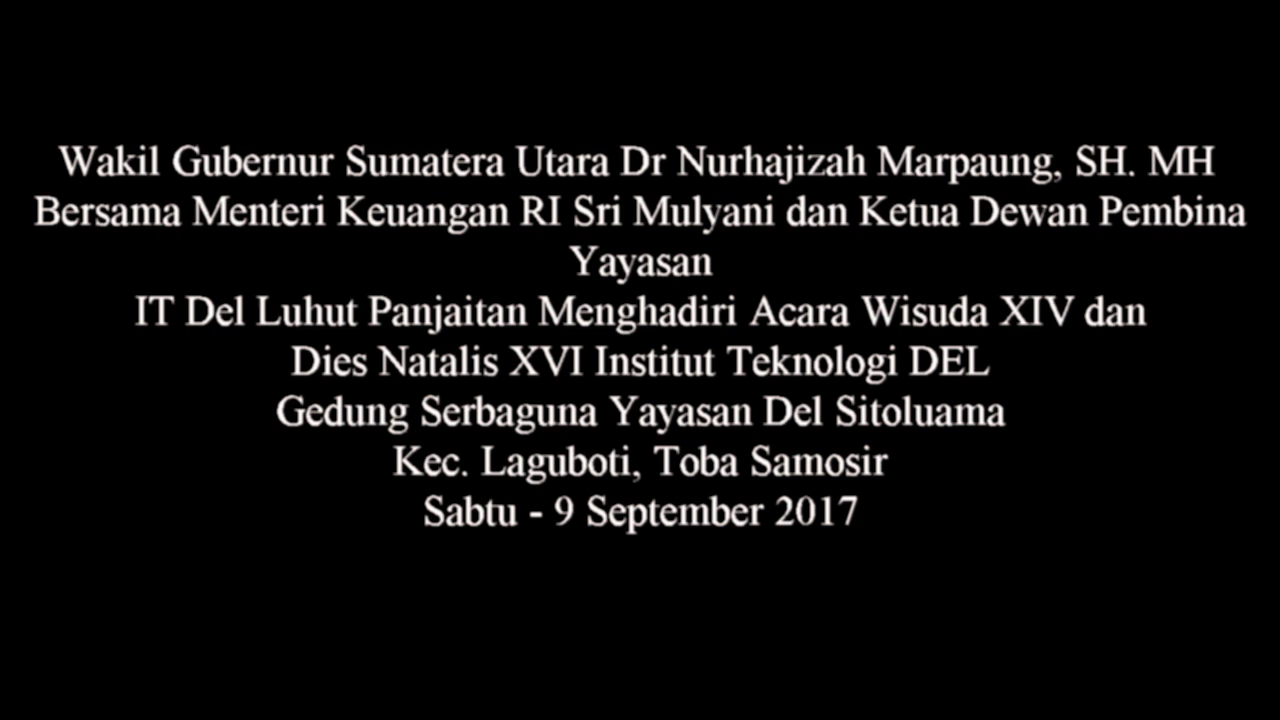 Wakil Gubernur Sumatera Utara Dr Nurhajizah Marpaung, SH. MH
Bersama Menteri Keuangan RI Sri Mulyani dan Ketua Dewan Pembina
Yayasan
IT Del Luhut Panjaitan Menghadiri Acara Wisuda XIV dan
Dies Natalis XVI Institut Teknologi DEL
Gedung Serbaguna Yayasan Del Sitoluama
Kec. Laguboti, Toba Samosir
Sabtu - 9 September 2017